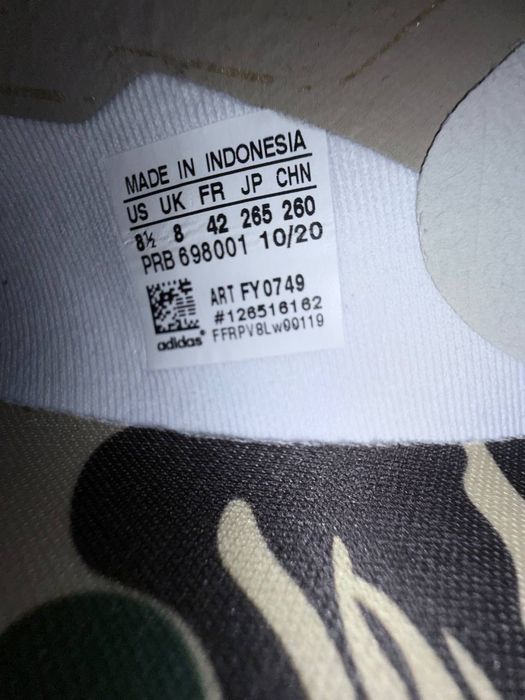 MADE IN INDONESIA
US UK FR JP CHN
8½ 8 42 265 260
PRB 698001 10/20
ART FY0749
#126516162
FFRPV8Lw00119
adidas®